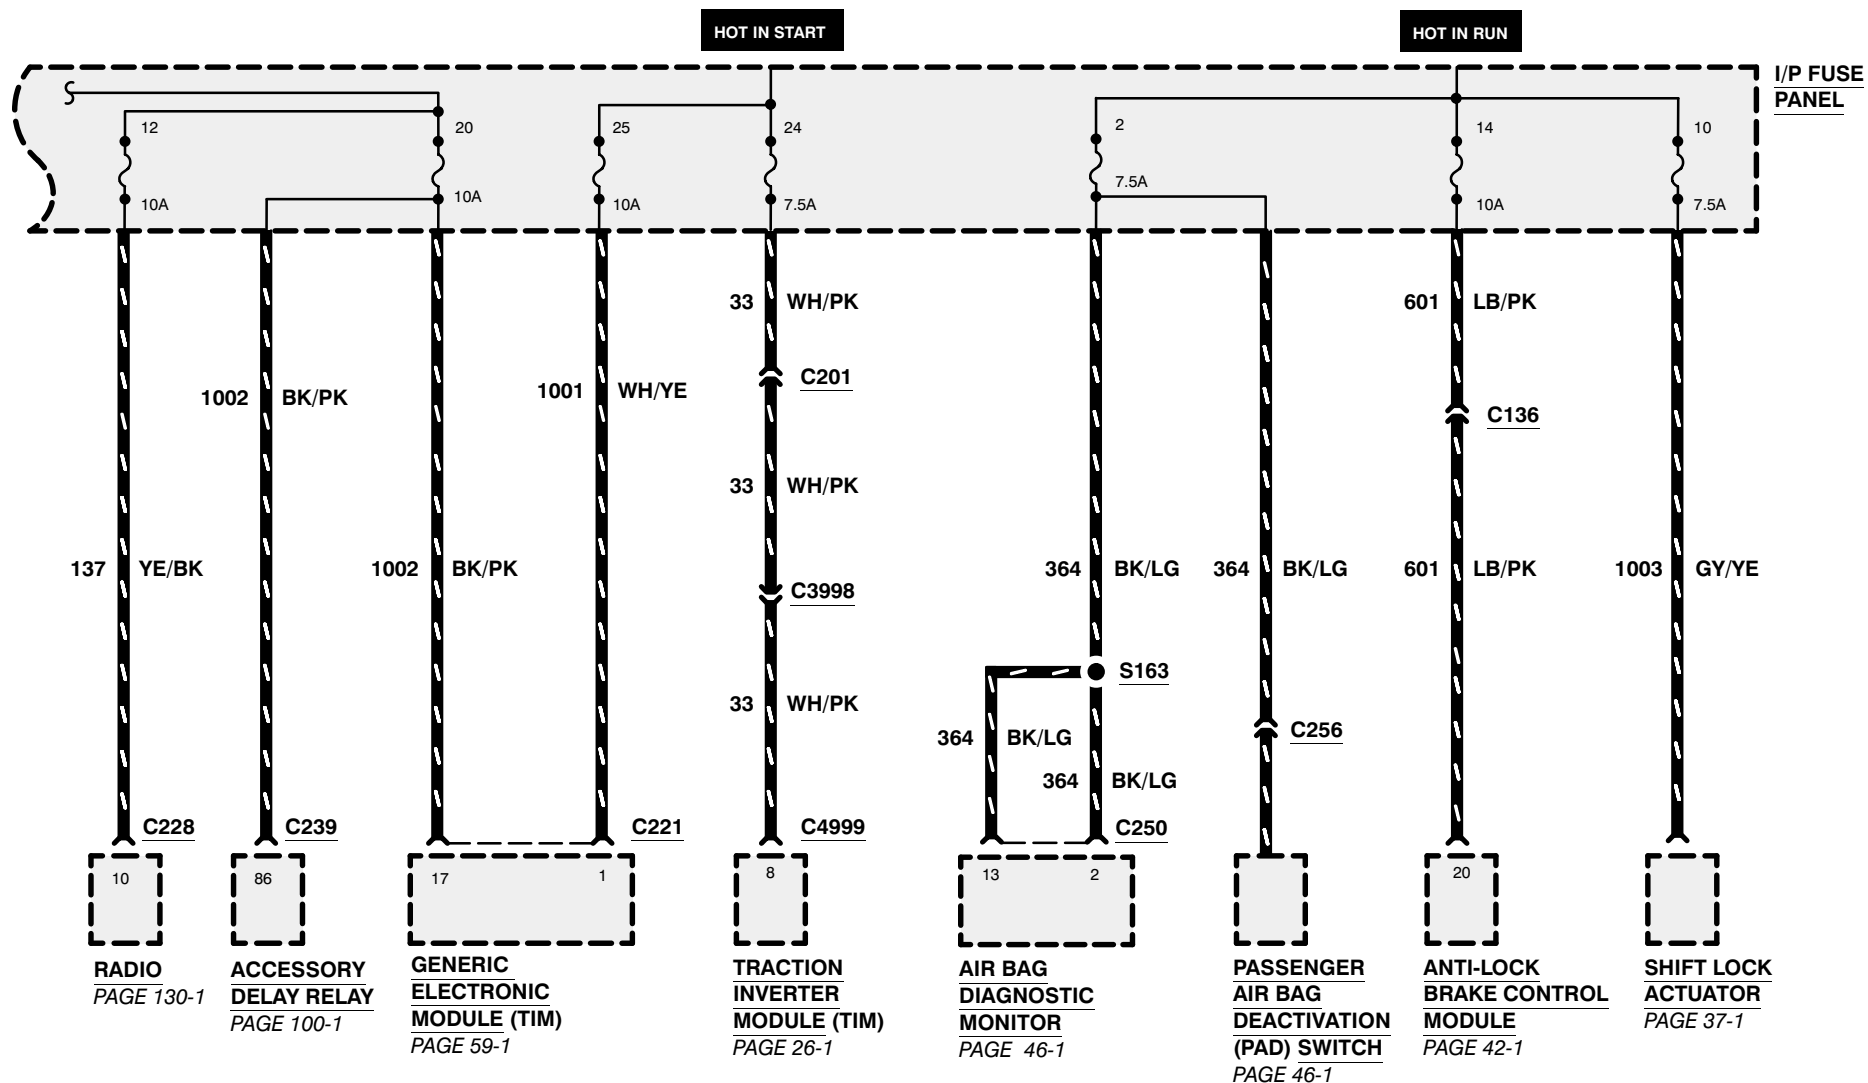 HOT IN START
HOT IN RUN
I/P FUSE
PANEL
12
20
25
24
2
14
10
10A
10A
10A
7.5A
7.5A
10A
7.5A
33 WH/PK
601 LB/PK
C201
1002 BK/PK
1001 WH/YE
C136
33 WH/PK
137 YE/BK
1002 BK/PK
364 BK/LG
364 BK/LG
601 LB/PK
1003 GY/YE
C3998
S163
33 WH/PK
364 BK/LG
C256
364 BK/LG
C228
C239
C221
C4999
C250
10
86
17
1
8
13
2
20
RADIO
PAGE 130-1
ACCESSORY
DELAY RELAY
PAGE 100-1
GENERIC
ELECTRONIC
MODULE (TIM)
PAGE 59-1
TRACTION
INVERTER
MODULE (TIM)
PAGE 26-1
AIR BAG
DIAGNOSTIC
MONITOR
PAGE 46-1
PASSENGER
AIR BAG
DEACTIVATION
(PAD) SWITCH
PAGE 46-1
ANTI-LOCK
BRAKE CONTROL
MODULE
PAGE 42-1
SHIFT LOCK
ACTUATOR
PAGE 37-1